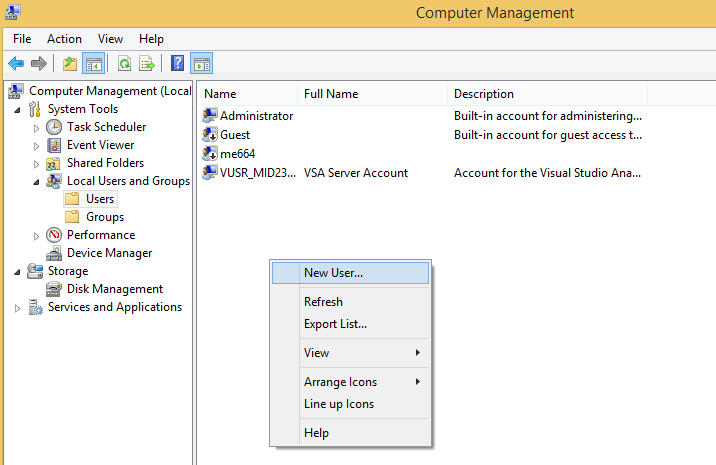 Computer Management
File Action View Help
Computer Management (Local
System Tools
Task Scheduler
Event Viewer
Shared Folders
Local Users and Groups
Users
Groups
Performance
Device Manager
Storage
Disk Management
Services and Applications
Name Full Name Description
Administrator Built-in account for administering...
Guest Built-in account for guest access t...
me664
VUSR_MID23... VSA Server Account Account for the Visual Studio Ana...
New User...
Refresh
Export List...
View
Arrange Icons
Line up Icons
Help